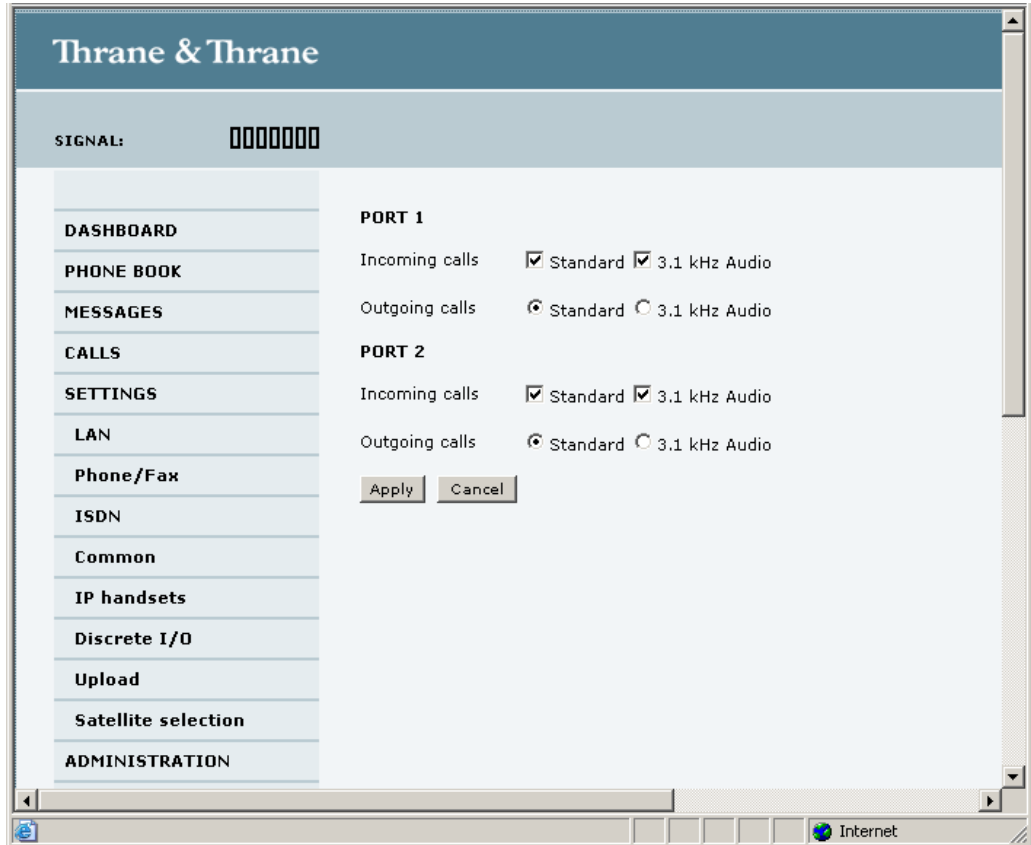 Thrane & Thrane
SIGNAL:
DASHBOARD
PHONE BOOK
MESSAGES
CALLS
SETTINGS
LAN
Phone/Fax
ISDN
Common
IP handsets
Discrete I/O
Upload
Satellite selection
ADMINISTRATION
PORT 1
Incoming calls Standard 3.1 kHz Audio
Outgoing calls Standard 3.1 kHz Audio
PORT 2
Incoming calls Standard 3.1 kHz Audio
Outgoing calls Standard 3.1 kHz Audio
Apply Cancel
Internet